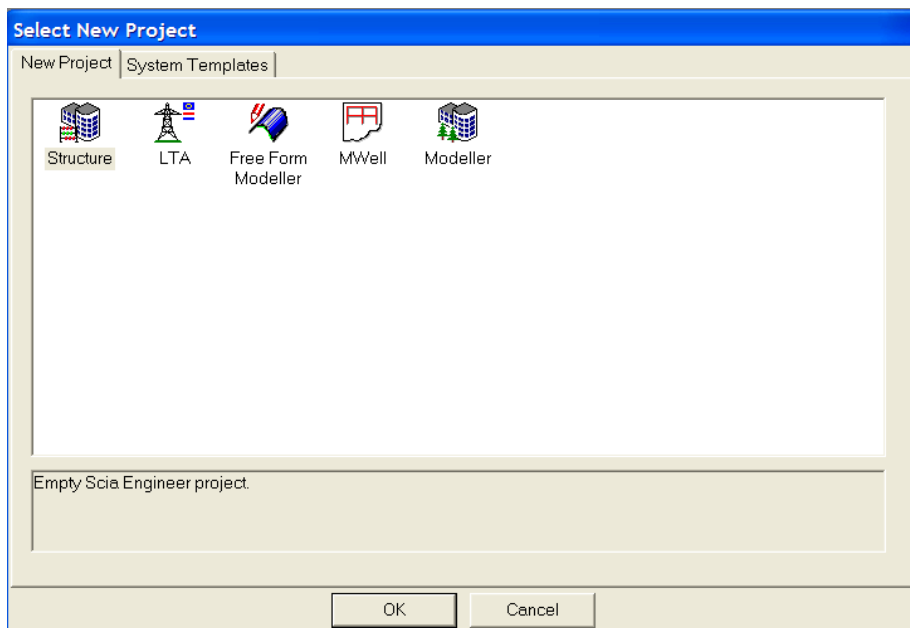 Select New Project
New Project System Templates
Structure LTA Free Form MWell Modeller
Modeller
Empty Scia Engineer project.
OK Cancel